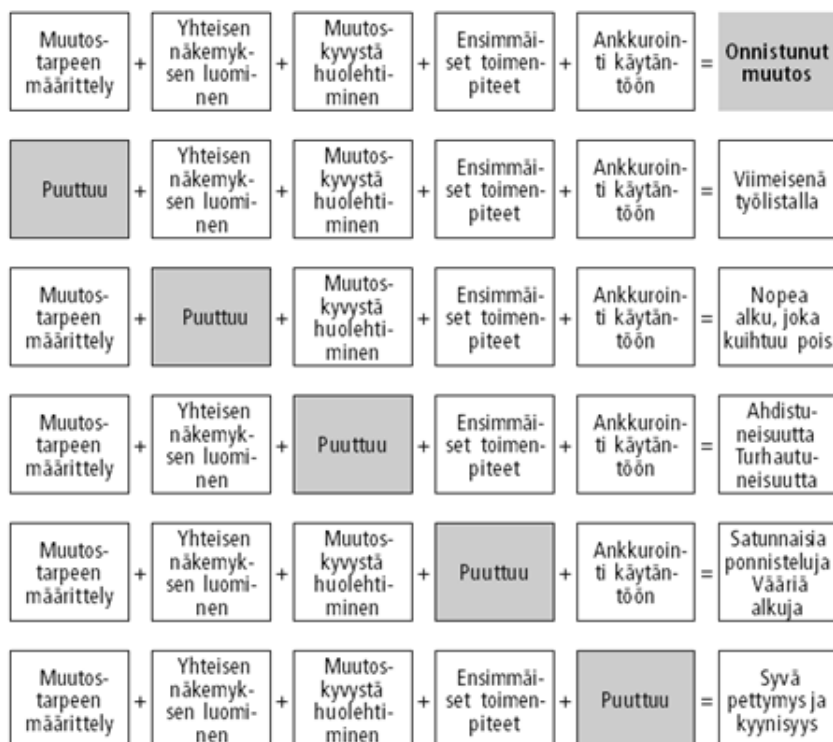 Muutos-
tarpeen
määrittely
+
Yhteisen
näkemyk-
sen luomi-
nen
+
Muutos-
kyvystä
huolehti-
minen
+
Ensimmäi-
set toimen-
piteet
+
Ankkuroin-
ti käytän-
töön
=
Onnistunut
muutos
Puuttuu
+
Yhteisen
näkemyk-
sen luomi-
nen
+
Muutos-
kyvystä
huolehti-
minen
+
Ensimmäi-
set toimen-
piteet
+
Ankkuroin-
ti käytän-
töön
=
Viimeisenä
työlistalla
Muutos-
tarpeen
määrittely
+
Puuttuu
+
Muutos-
kyvystä
huolehti-
minen
+
Ensimmäi-
set toimen-
piteet
+
Ankkuroin-
ti käytän-
töön
=
Nopea
alku, joka
kuihtuu pois
Muutos-
tarpeen
määrittely
+
Yhteisen
näkemyk-
sen luomi-
nen
+
Puuttuu
+
Ensimmäi-
set toimen-
piteet
+
Ankkuroin-
ti käytän-
töön
=
Ahdistu-
neisuutta
Turhautu-
neisuutta
Muutos-
tarpeen
määrittely
+
Yhteisen
näkemyk-
sen luomi-
nen
+
Muutos-
kyvystä
huolehti-
minen
+
Puuttuu
+
Ankkuroin-
ti käytän-
töön
=
Satunnaisia
ponnisteluja
Vääriä
alkuja
Muutos-
tarpeen
määrittely
+
Yhteisen
näkemyk-
sen luomi-
nen
+
Muutos-
kyvystä
huolehti-
minen
+
Ensimmäi-
set toimen-
piteet
+
Puuttuu
=
Syvä
pettymys ja
kyynisyys